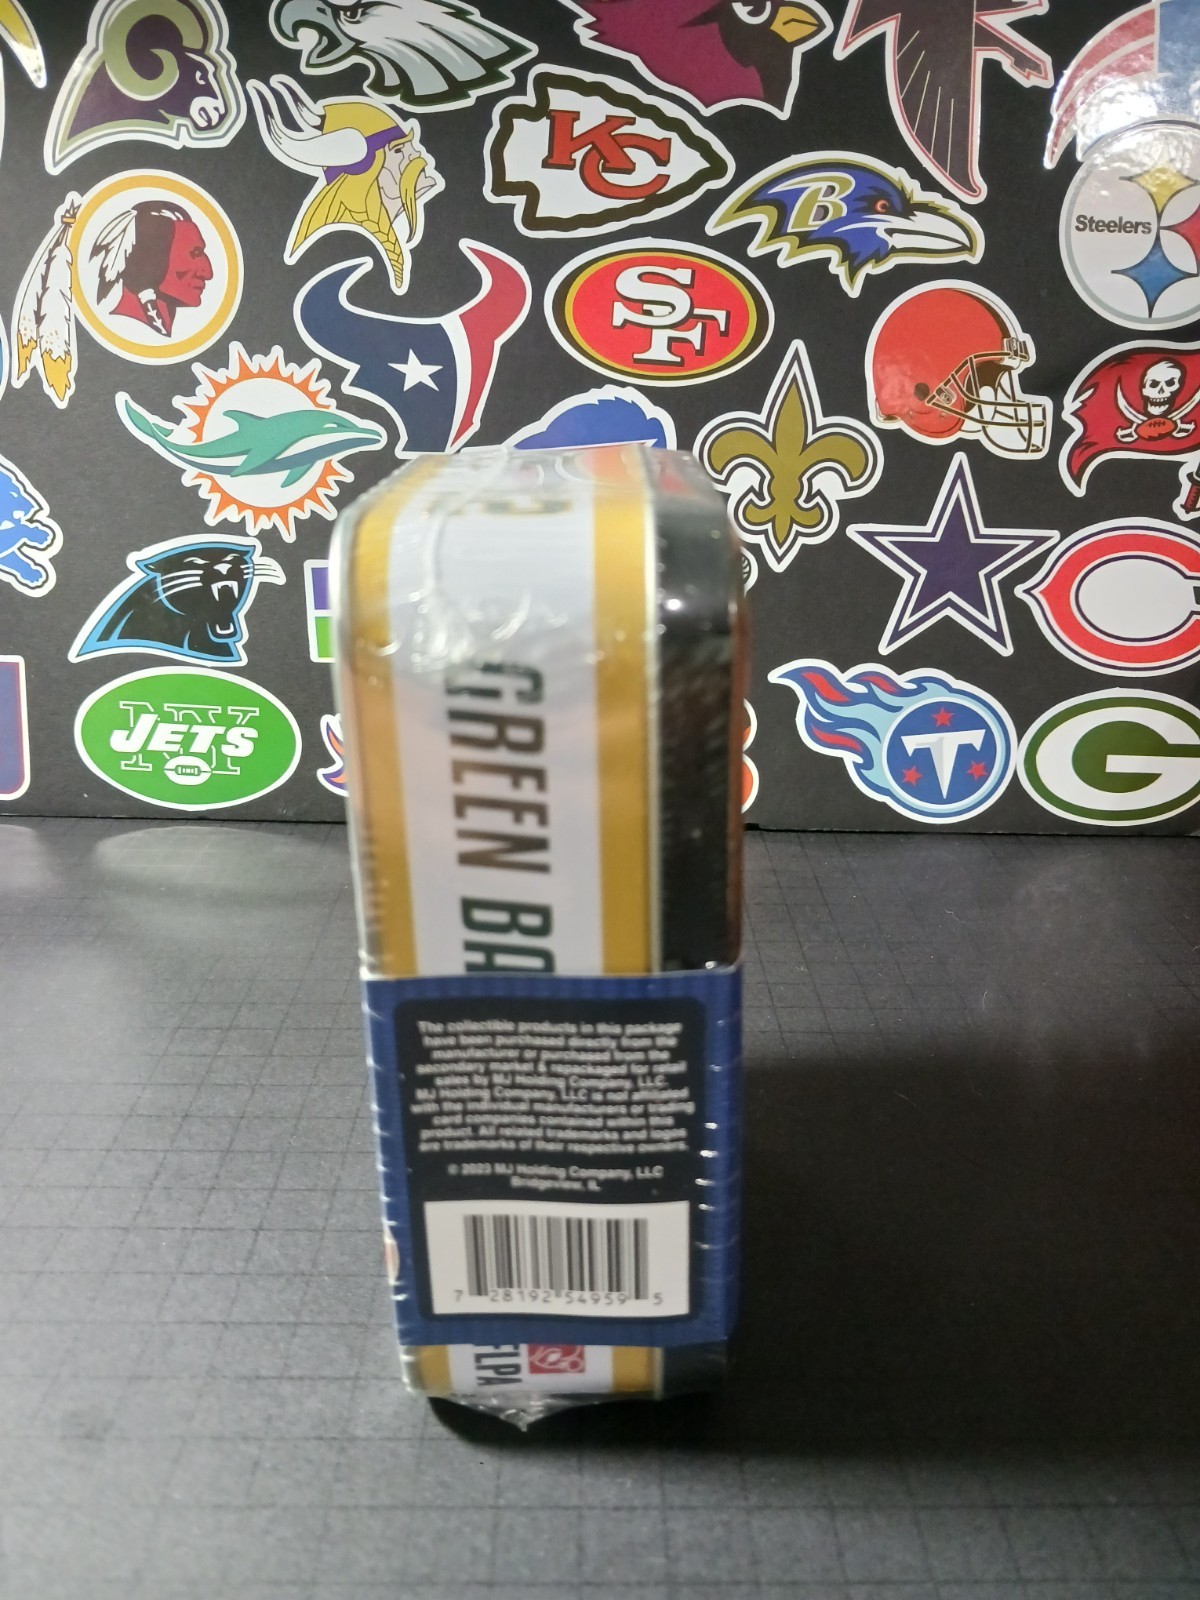 KC
B
Steelers
SF
C
NY
JETS
T
G
GREEN BA
The collectible products in this package
have been purchased directly from the
manufacturer or purchased from the
secondary market & repackaged for retail
sales by MJ Holding Company, LLC.
MJ Holding Company, LLC is not affiliated
with the individual manufacturers or trading
card companies contained within this
product. All related trademarks and logos
are trademarks of their respective owners.
© 2023 MJ Holding Company, LLC
Bridgeview, IL
7 28192 54959 5
FLPA